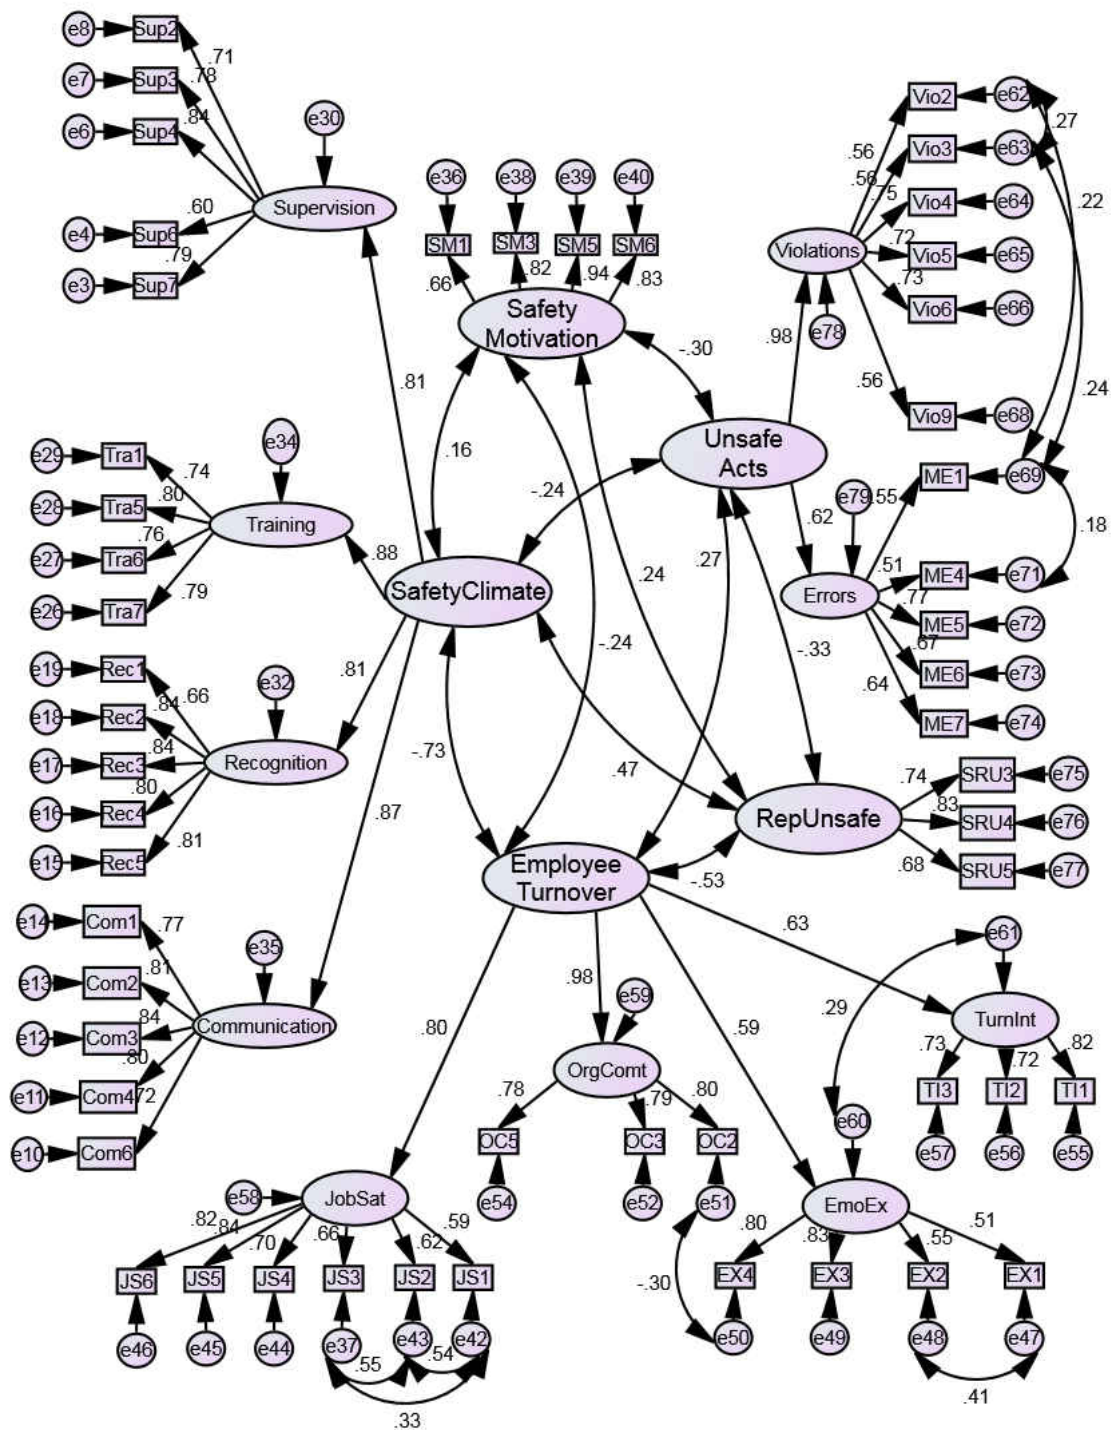 e8 Sup2 .71
e7 Sup3 .78
e6 Sup4 .84
e4 Sup6 .60
e3 Sup7 .79
e30
Supervision
.81
e36 e38 e39 e40
SM1 SM3 SM5 SM6
.66 .82 .94 .83
Safety
Motivation
-.30
.16
-.24
Vio2 e62 .27
Vio3 e63
Vio4 e64 .22
Vio5 e65
Vio6 e66
Vio9 e68
.56
.56
.75
.72
.73
.56
Violations
e78
.98
.24
Unsafe
Acts
ME1 e69
.18
e79 .55
.62
.51
.77
.67
.64
Errors
ME4 e71
ME5 e72
ME6 e73
ME7 e74
e34
e29 Tra1 .74
e28 Tra5 .80
e27 Tra6 .76
e26 Tra7 .79
Training
.88
SafetyClimate
.24
.27
-.24
-.33
e19 Rec1 .66
e18 Rec2 .84
e17 Rec3 .84
e16 Rec4 .80
e15 Rec5 .81
e32
Recognition
.81
-.73
.47
.87
RepUnsafe
.74 SRU3 e75
.83 SRU4 e76
.68 SRU5 e77
Employee
Turnover
-.53
e14 Com1 .77
e13 Com2 .81
e12 Com3 .84
e11 Com4 .80
e10 Com6 .72
e35
Communication
.63
e61
.98
e59
.29
.80
.59
TurnInt
.73 .72 .82
TI3 TI2 TI1
e57 e56 e55
OrgComt
.78 .79 .80
OC5 OC3 OC2
e54 e52 e51
e60
EmoEx
.80 .83 .55 .51
EX4 EX3 EX2 EX1
-.30
e50 e49 e48 e47
.41
e58 JobSat
.82 .84 .70 .66 .62 .59
JS6 JS5 JS4 JS3 JS2 JS1
e46 e45 e44 e37 e43 e42
.55 .54
.33